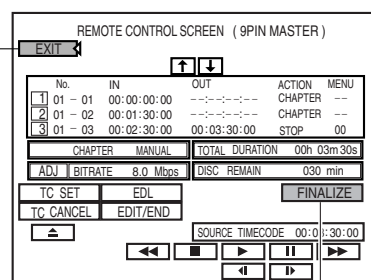 REMOTE CONTROL SCREEN ( 9PIN MASTER )
EXIT
No. IN OUT ACTION MENU
1 01 – 01 00:00:00:00 --:--:--:-- CHAPTER --
2 01 – 02 00:01:30:00 --:--:--:-- CHAPTER --
3 01 – 03 00:02:30:00 00:03:30:00 STOP 00
CHAPTER MANUAL TOTAL DURATION 00h 03m 30s
ADJ BITRATE 8.0 Mbps DISC REMAIN 030 min
TC SET EDL FINALIZE
TC CANCEL EDIT/END
SOURCE TIMECODE 00:03:30:00